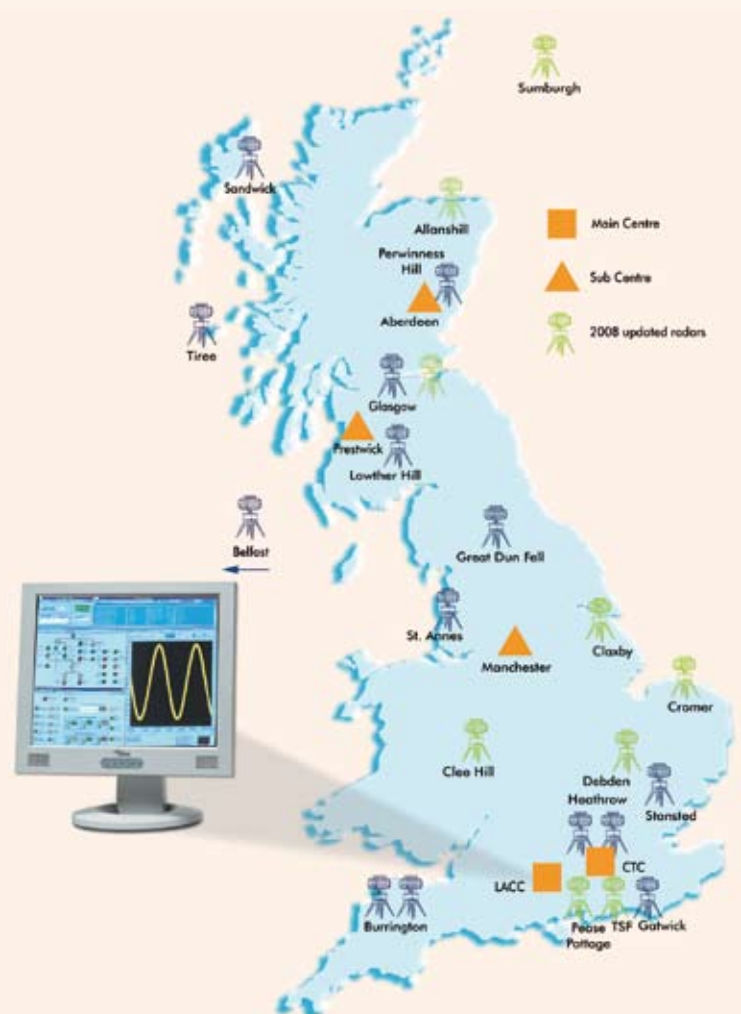 Sumburgh
Sandwick
Allanshill
Main Centre
Perwinness
Hill
Sub Centre
Aberdeen
Tiree
2008 updated radars
Glasgow
Prestwick
Lowther Hill
Belfast
Great Dun Fell
St. Annes
Claxby
Manchester
Cromer
Clee Hill
Debden
Heathrow
Stansted
CTC
LACC
Burrington
Pease
Pottage
TSF
Gatwick